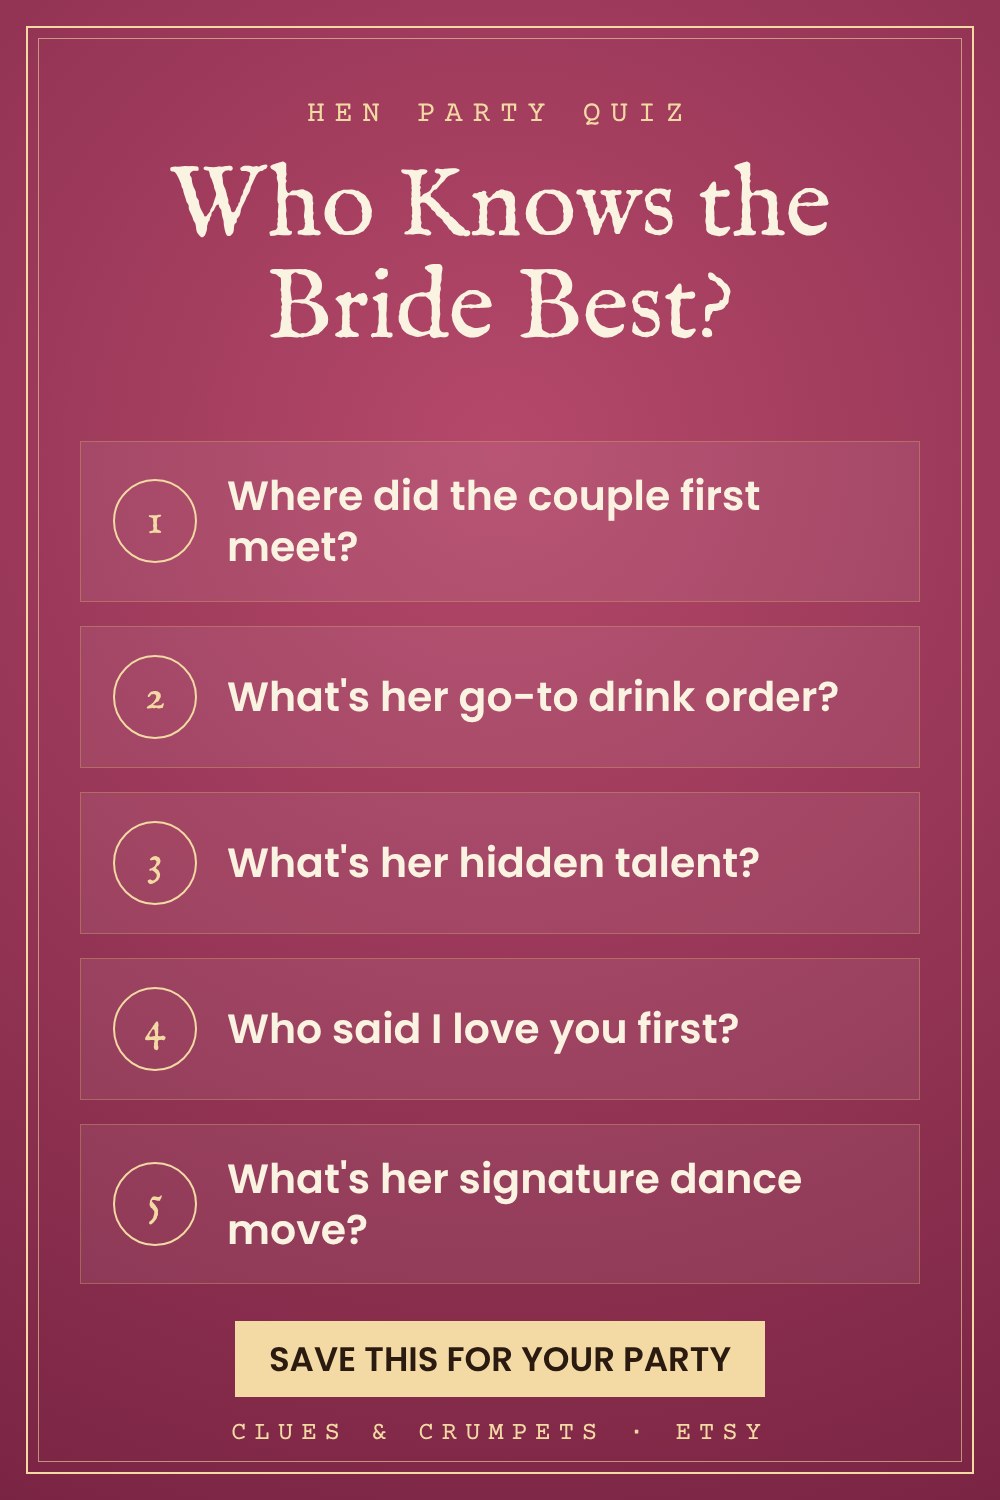 HEN PARTY QUIZ
Who Knows the
Bride Best?
1
Where did the couple first
meet?
2
What's her go-to drink order?
3
What's her hidden talent?
4
Who said I love you first?
5
What's her signature dance
move?
SAVE THIS FOR YOUR PARTY
CLUES & CRUMPETS · ETSY